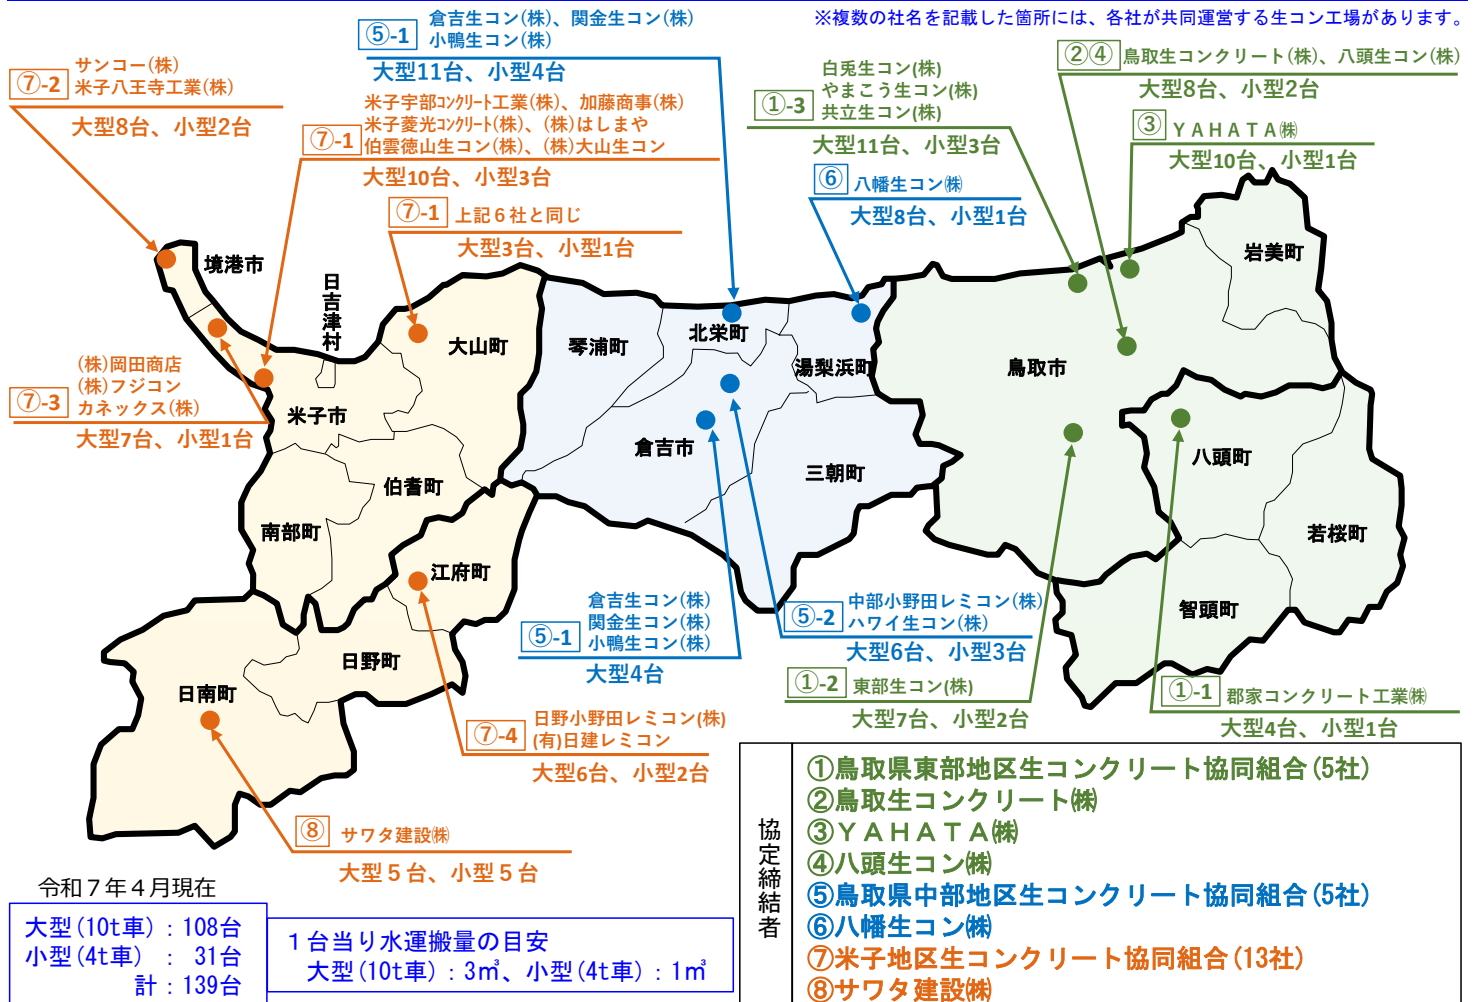 ※複数の社名を記載した箇所には、各社が共同運営する生コン工場があります。
⑤-1
倉吉生コン(株)、関金生コン(株)
小鴨生コン(株)
大型11台、小型4台
⑦-2
サンコー(株)
米子八王寺工業(株)
大型8台、小型2台
⑦-1
米子宇部コンクリート工業(株)、加藤商事(株)
米子菱光コンクリート(株)、(株)はしまや
伯雲徳山生コン(株)、(株)大山生コン
大型10台、小型3台
⑦-1
上記6社と同じ
大型3台、小型1台
①-3
白兎生コン(株)
やまこう生コン(株)
共立生コン(株)
大型11台、小型3台
②④
鳥取生コンクリート(株)、八頭生コン(株)
大型8台、小型2台
③
YAHATA㈱
大型10台、小型1台
⑥
八幡生コン㈱
大型8台、小型1台
境港市
日吉津村
大山町
琴浦町
北栄町
湯梨浜町
鳥取市
岩美町
⑦-3
(株)岡田商店
(株)フジコン
カネックス(株)
大型7台、小型1台
米子市
伯耆町
南部町
江府町
倉吉市
三朝町
八頭町
若桜町
智頭町
日野町
日南町
⑤-1
倉吉生コン(株)
関金生コン(株)
小鴨生コン(株)
大型4台
⑤-2
中部小野田レミコン(株)
ハワイ生コン(株)
大型6台、小型3台
①-2
東部生コン(株)
大型7台、小型2台
①-1
郡家コンクリート工業㈱
大型4台、小型1台
⑦-4
日野小野田レミコン(株)
(有)日建レミコン
大型6台、小型2台
⑧
サワタ建設㈱
大型5台、小型5台
令和7年4月現在
大型(10t車)：108台
小型(4t車)：31台
計：139台
1台当り水運搬量の目安
大型(10t車)：3㎥、小型(4t車)：1㎥
協定締結者
①鳥取県東部地区生コンクリート協同組合(5社)
②鳥取生コンクリート㈱
③YAHATA㈱
④八頭生コン㈱
⑤鳥取県中部地区生コンクリート協同組合(5社)
⑥八幡生コン㈱
⑦米子地区生コンクリート協同組合(13社)
⑧サワタ建設㈱